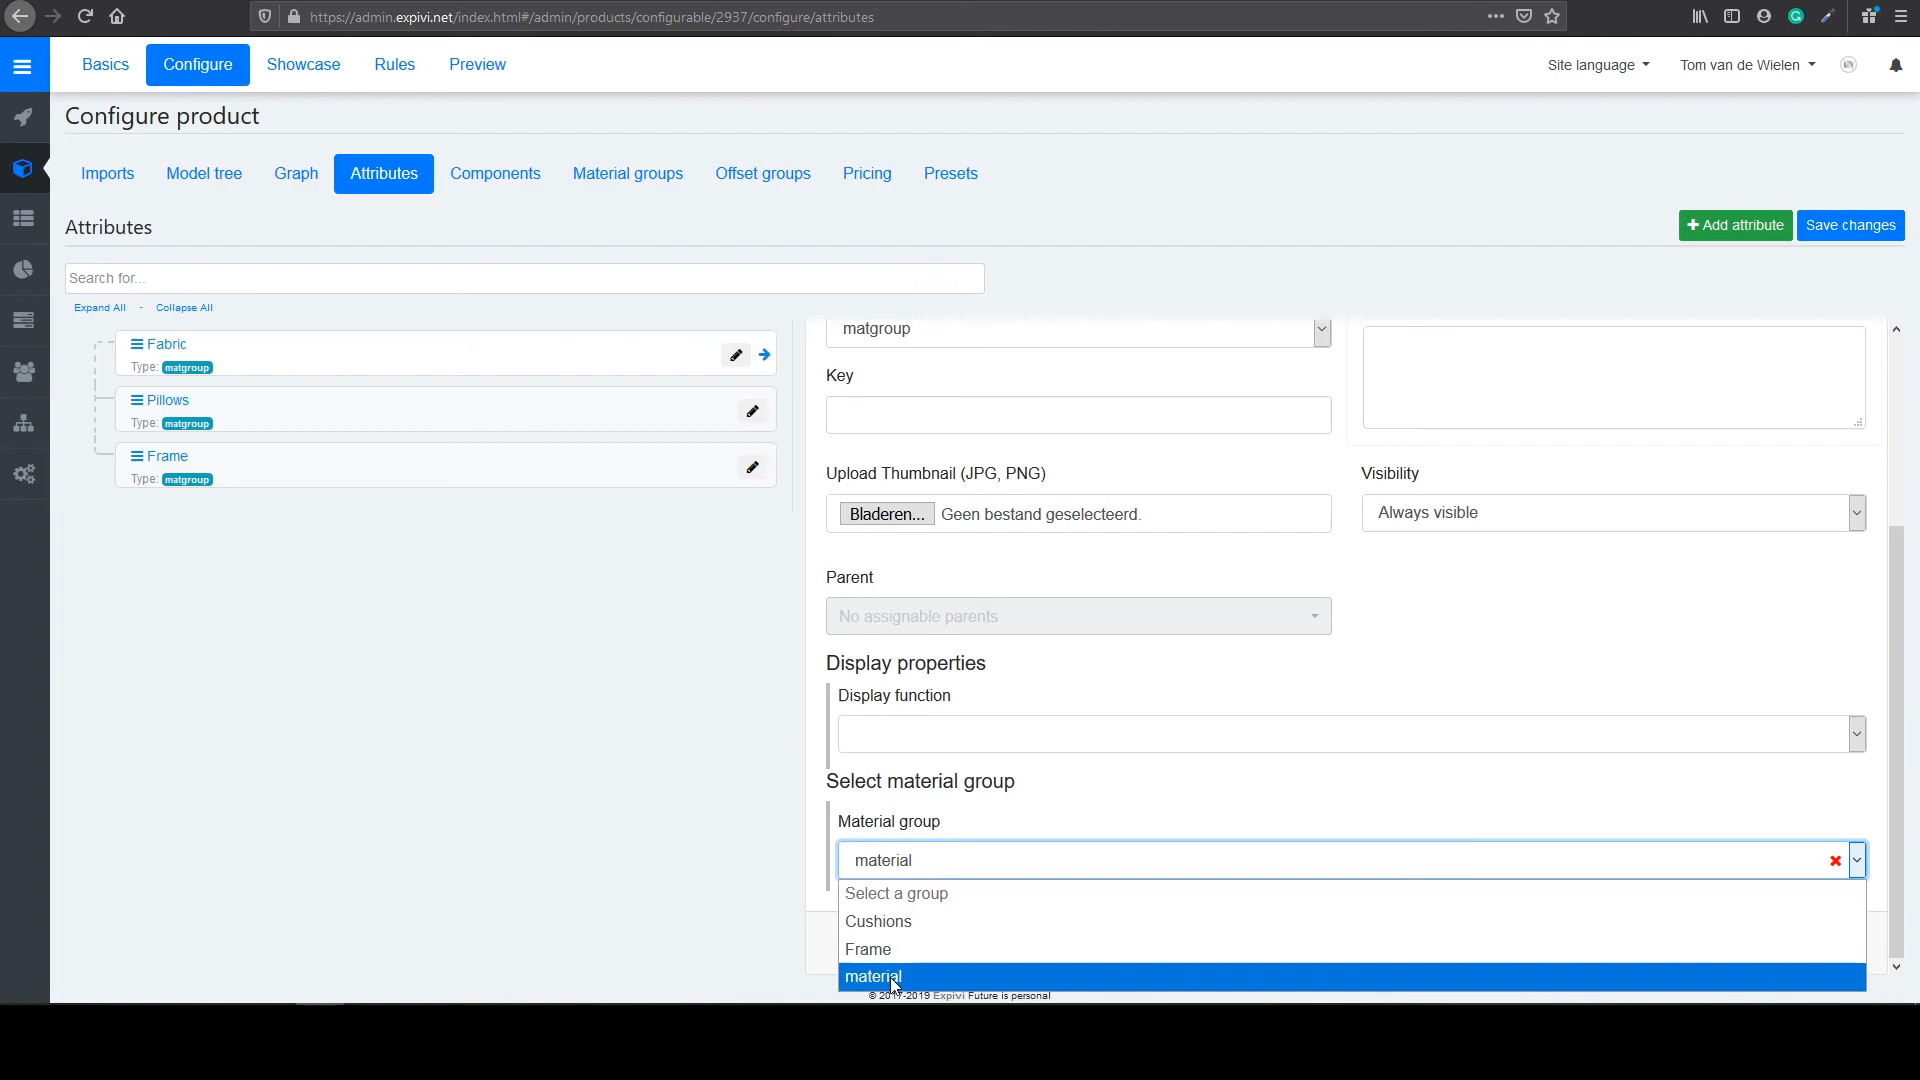 https://admin.expivi.net/index.html#/admin/products/configurable/2937/configure/attributes
Basics Configure Showcase Rules Preview Site language Tom van de Wielen
Configure product
Imports Model tree Graph Attributes Components Material groups Offset groups Pricing Presets
Attributes
+ Add attribute Save changes
Search for...
Expand All - Collapse All
Fabric
Type: matgroup
Pillows
Type: matgroup
Frame
Type: matgroup
matgroup
Key
Upload Thumbnail (JPG, PNG) Visibility
Bladeren... Geen bestand geselecteerd. Always visible
Parent
No assignable parents
Display properties
Display function
Select material group
Material group
material
Select a group
Cushions
Frame
material
© 2017-2019 Expivi Future is personal